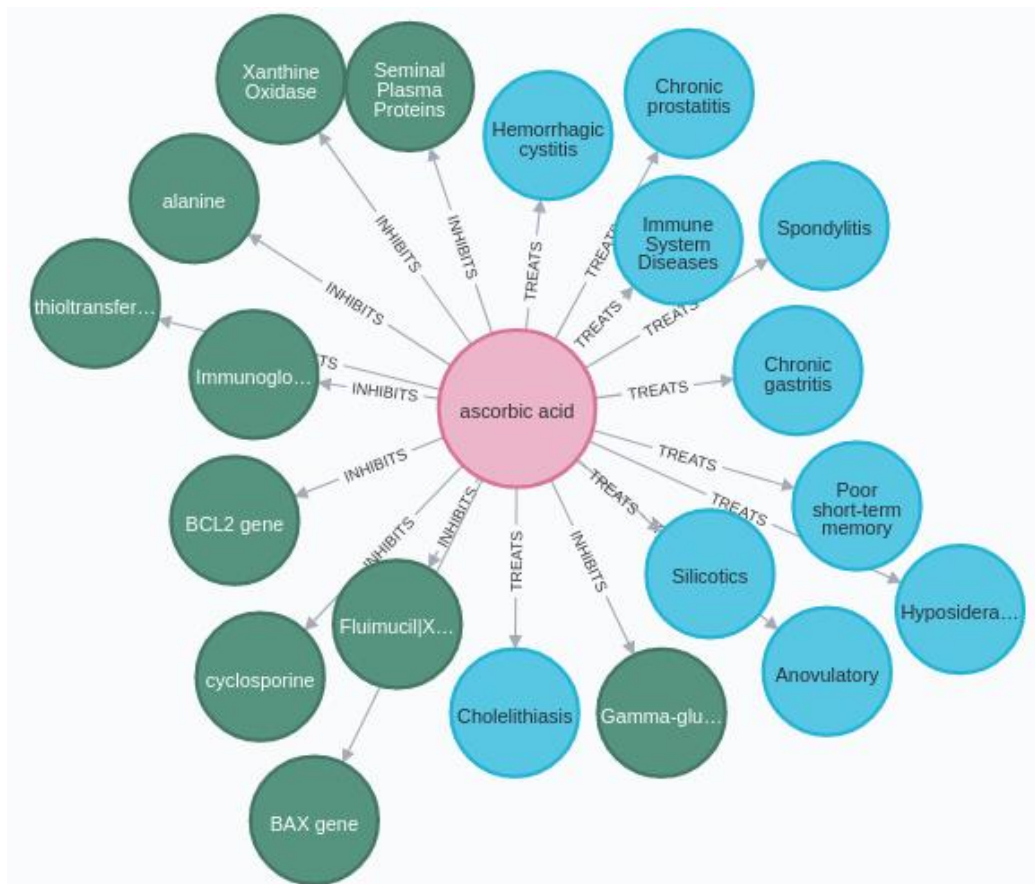 Xanthine
Oxidase
Seminal
Plasma
Proteins
Hemorrhagic
cystitis
Chronic
prostatitis
alanine
Immune
System
Diseases
Spondylitis
INHIBITS
INHIBITS
TREATS
TREATS
thioltransfer…
INHIBITS
TREATS
TREATS
Immunoglo…
TS
INHIBITS
ascorbic acid
TREATS
Chronic
gastritis
BCL2 gene
INHIBITS
TREATS
Poor
short-term
memory
INHIBITS
INHIBITS
TREATS
INHIBITS
TREATS
TREATS
Silicotics
Hyposidera…
cyclosporine
Fluimucil|X…
Cholelithiasis
Gamma-glu…
Anovulatory
BAX gene